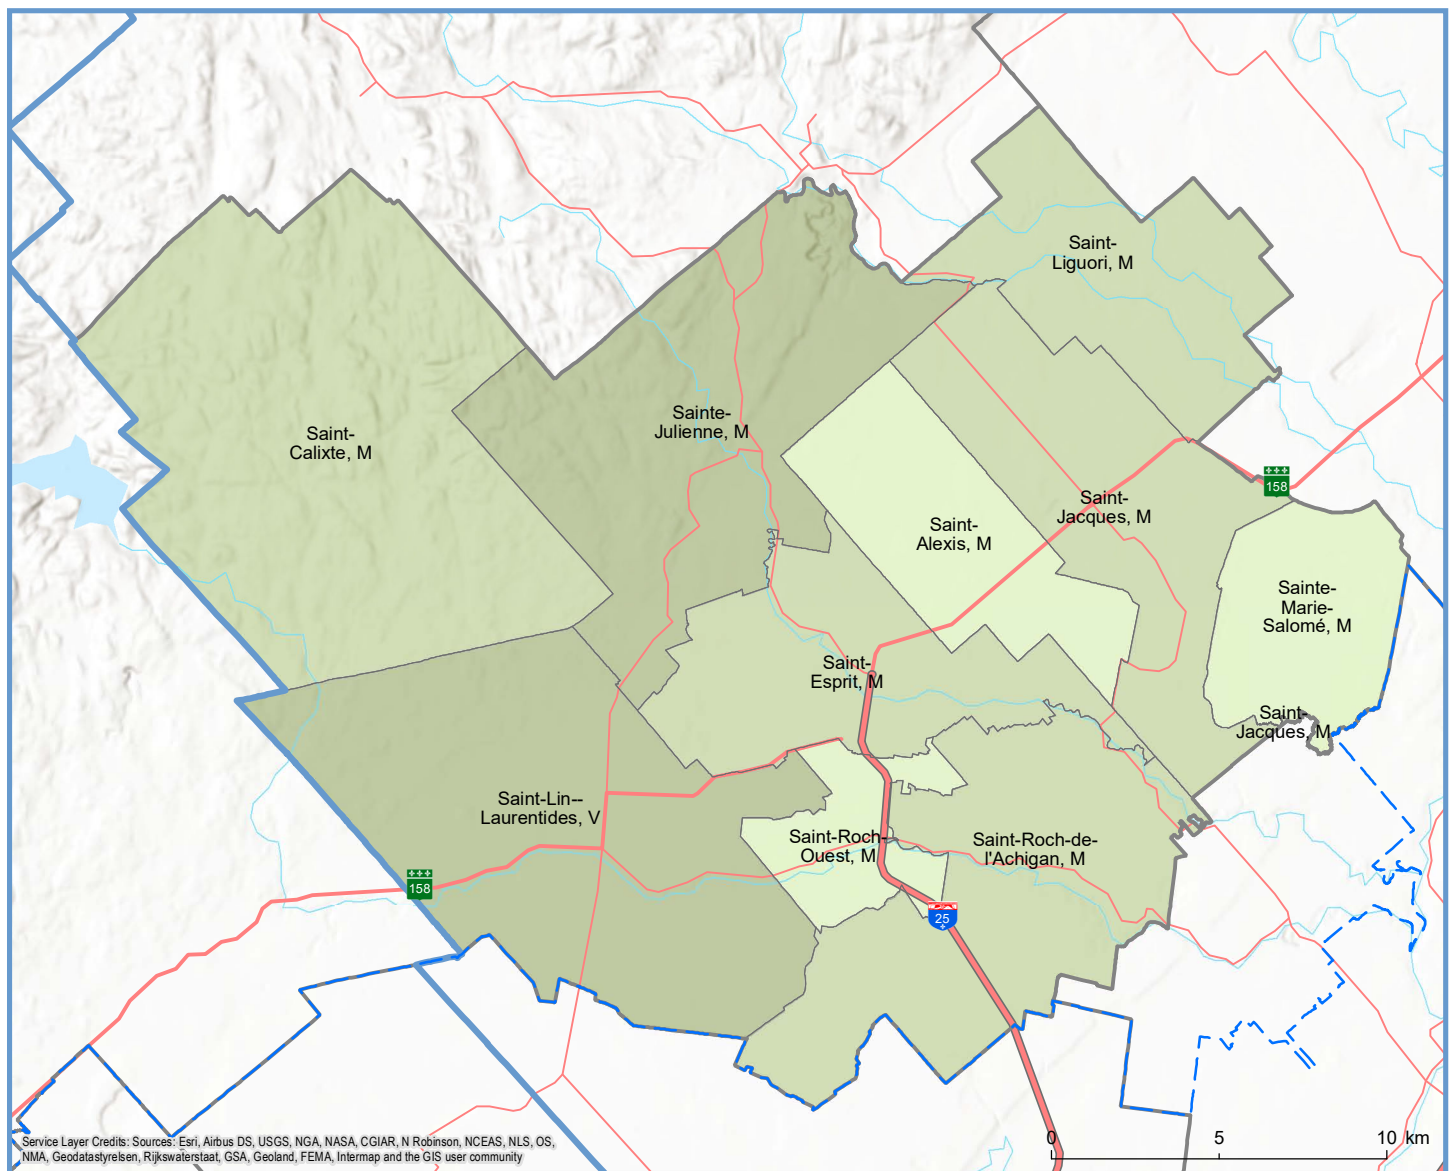 Saint-
Liguori, M
Sainte-
Julienne, M
Saint-
Calixte, M
158
Saint-
Jacques, M
Saint-
Alexis, M
Sainte-
Marie-
Salomé, M
Saint-
Esprit, M
Saint-
Jacques, M
Saint-Lin--
Laurentides, V
Saint-Roch-
Ouest, M
Saint-Roch-de-
l'Achigan, M
158
25
0 5 10 km
Service Layer Credits: Sources: Esri, Airbus DS, USGS, NGA, NASA, CGIAR, N Robinson, NCEAS, NLS, OS,
NMA, Geodatastyrelsen, Rijkswaterstaat, GSA, Geoland, FEMA, Intermap and the GIS user community